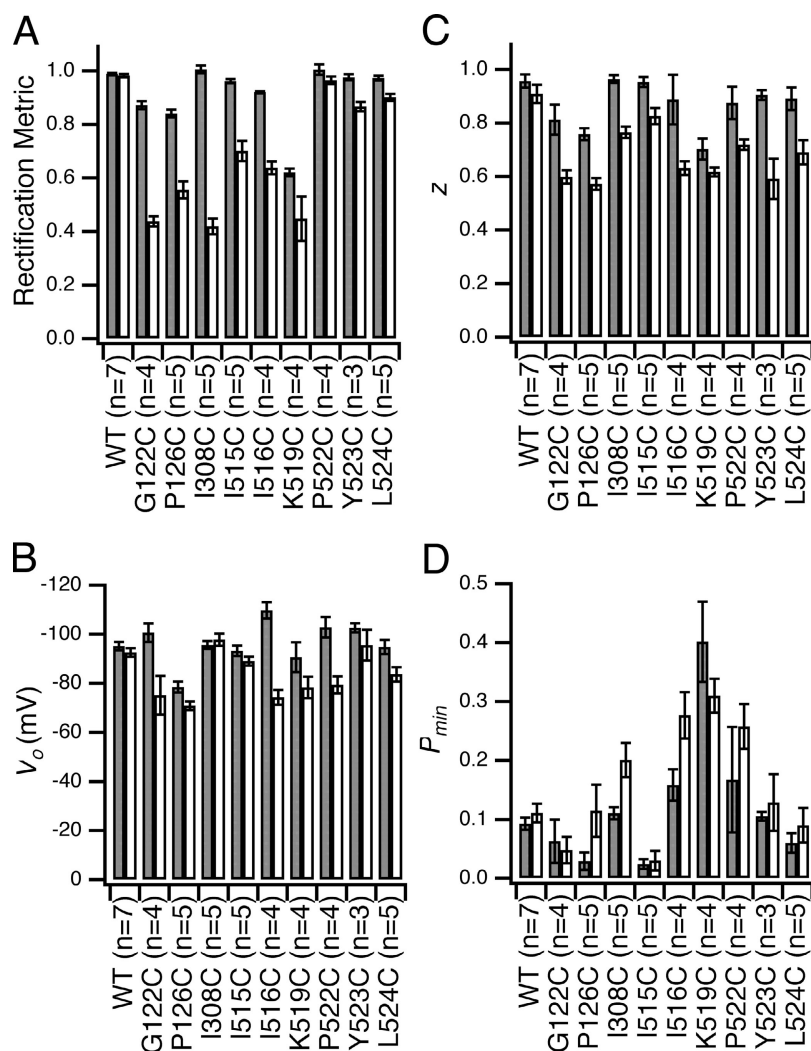 A
Rectification Metric
1.0
0.8
0.6
0.4
0.2
0.0
WT (n=7)
G122C (n=4)
P126C (n=5)
I308C (n=5)
I515C (n=5)
I516C (n=4)
K519C (n=4)
P522C (n=4)
Y523C (n=3)
L524C (n=5)
C
z
1.0
0.8
0.6
0.4
0.2
0.0
WT (n=7)
G122C (n=4)
P126C (n=5)
I308C (n=5)
I515C (n=5)
I516C (n=4)
K519C (n=4)
P522C (n=4)
Y523C (n=3)
L524C (n=5)
B
Vo (mV)
-120
-100
-80
-60
-40
-20
0
WT (n=7)
G122C (n=4)
P126C (n=5)
I308C (n=5)
I515C (n=5)
I516C (n=4)
K519C (n=4)
P522C (n=4)
Y523C (n=3)
L524C (n=5)
D
Pmin
0.5
0.4
0.3
0.2
0.1
0.0
WT (n=7)
G122C (n=4)
P126C (n=5)
I308C (n=5)
I515C (n=5)
I516C (n=4)
K519C (n=4)
P522C (n=4)
Y523C (n=3)
L524C (n=5)